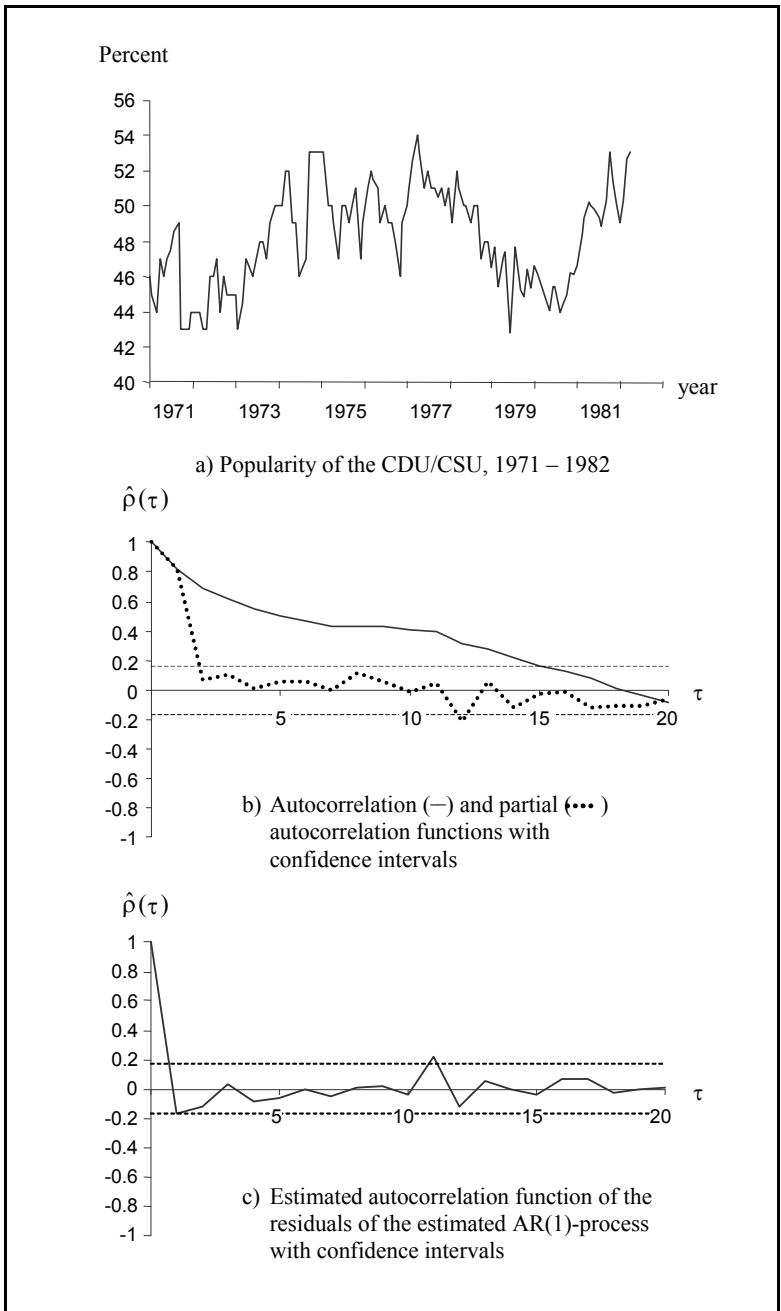 Percent
56
54
52
50
48
46
44
42
40
year
1971 1973 1975 1977 1979 1981
a) Popularity of the CDU/CSU, 1971 – 1982
ρ̂(τ)
1
0.8
0.6
0.4
0.2
0
-0.2
-0.4
-0.6
-0.8
-1
5 10 15 20
τ
b) Autocorrelation (—) and partial (•••• )
autocorrelation functions with
confidence intervals
ρ̂(τ)
1
0.8
0.6
0.4
0.2
0
-0.2
-0.4
-0.6
-0.8
-1
5 10 15 20
τ
c) Estimated autocorrelation function of the
residuals of the estimated AR(1)-process
with confidence intervals